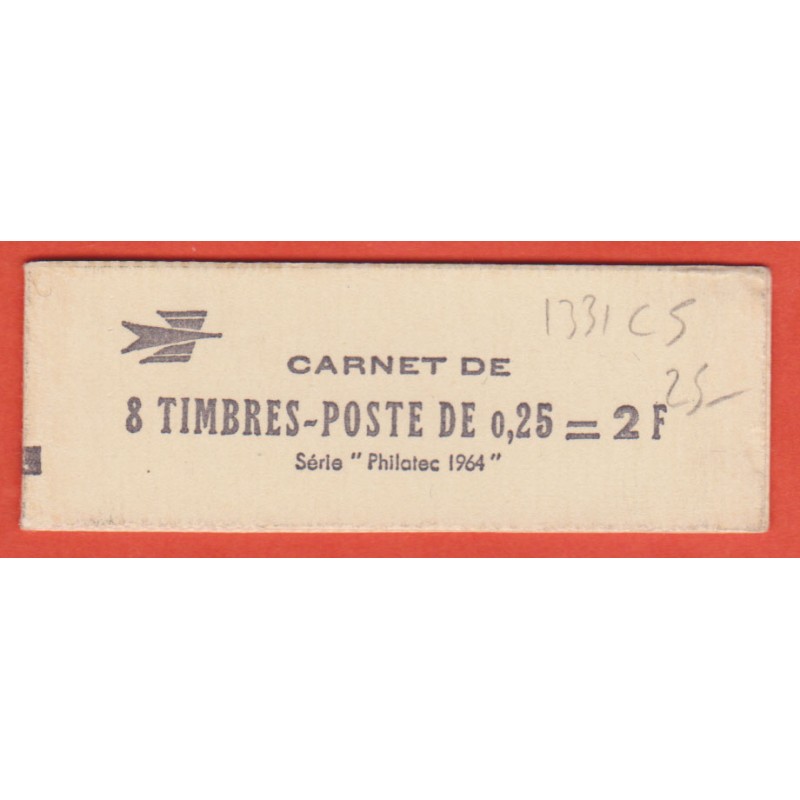 1331 C5
CARNET DE
25-
8 TIMBRES-POSTE DE 0,25 = 2 F
Série " Philatec 1964 "